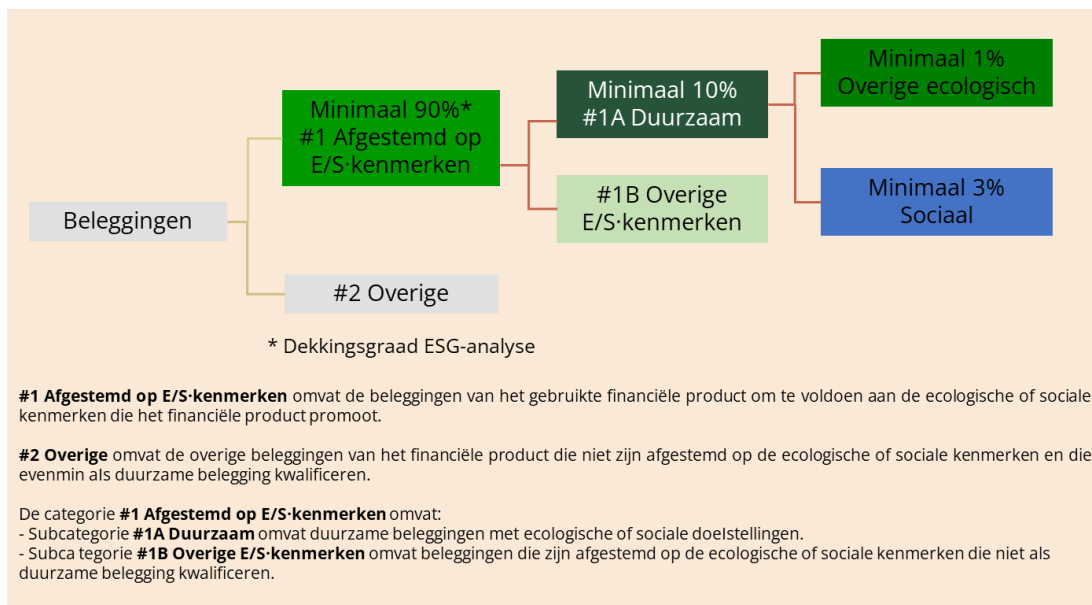 Minimaal 90%*
#1 Afgestemd op
E/S·kenmerken
Minimaal 10%
#1A Duurzaam
Minimaal 1%
Overige ecologisch
Minimaal 3%
Sociaal
#1B Overige
E/S·kenmerken
Beleggingen
#2 Overige
* Dekkingsgraad ESG-analyse
#1 Afgestemd op E/S·kenmerken omvat de beleggingen van het gebruikte financiële product om te voldoen aan de ecologische of sociale
kenmerken die het financiële product promoot.
#2 Overige omvat de overige beleggingen van het financiële product die niet zijn afgestemd op de ecologische of sociale kenmerken en die
evenmin als duurzame belegging kwalificeren.
De categorie #1 Afgestemd op E/S·kenmerken omvat:
- Subcategorie #1A Duurzaam omvat duurzame beleggingen met ecologische of sociale doelstellingen.
- Subca tegorie #1B Overige E/S·kenmerken omvat beleggingen die zijn afgestemd op de ecologische of sociale kenmerken die niet als
duurzame belegging kwalificeren.